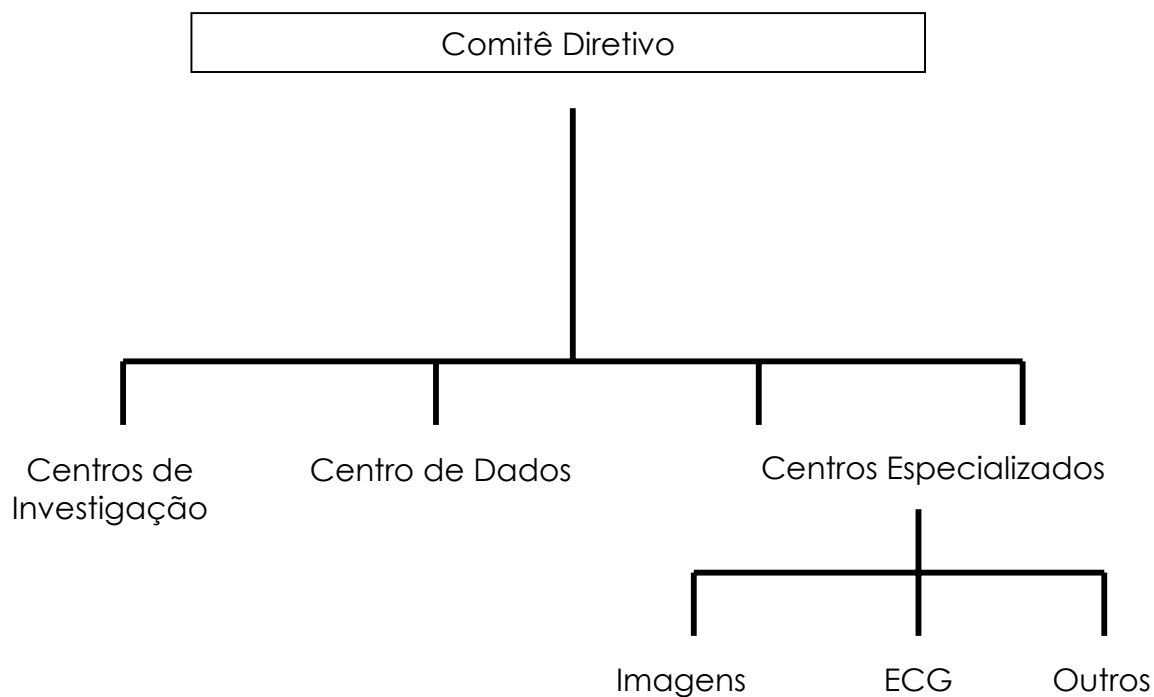 Comitê Diretivo
Centros de
Investigação
Centro de Dados
Centros Especializados
Imagens
ECG
Outros